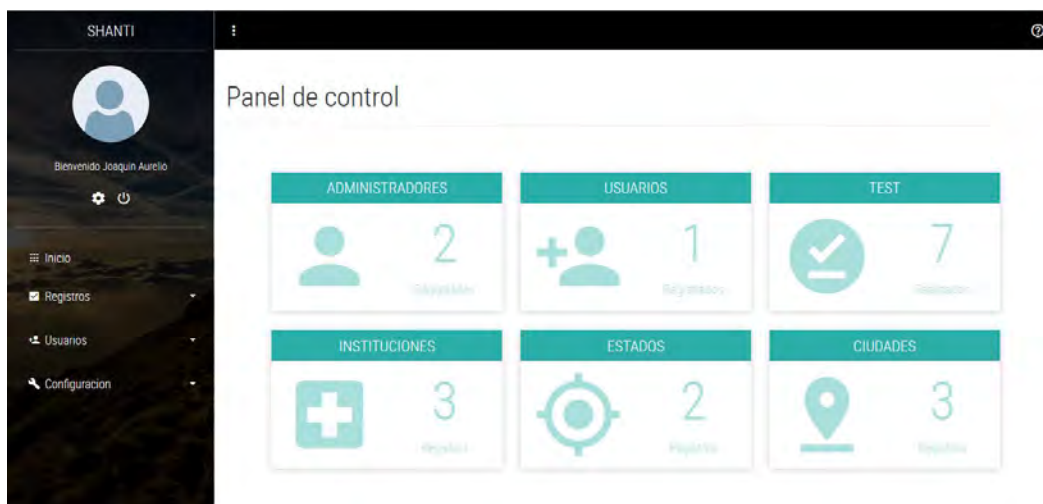 SHANTI
Bienvenido Joaquin Aurelio
Inicio
Registros
Usuarios
Configuracion
Panel de control
ADMINISTRADORES
2
USUARIOS
1
Registrados
TEST
7
INSTITUCIONES
3
ESTADOS
2
CIUDADES
3